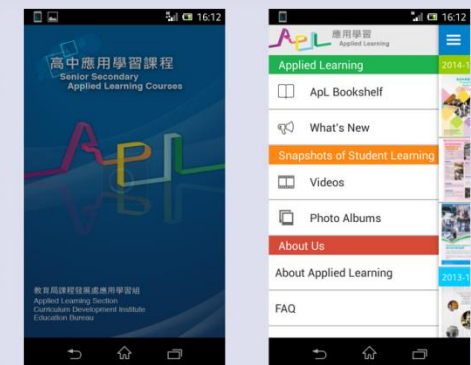 16:12
高中應用學習課程
Senior Secondary
Applied Learning Courses
ApL
教育局課程發展處應用學習組
Applied Learning Section
Curriculum Development Institute
Education Bureau
16:12
ApL 應用學習
Applied Learning
Applied Learning
2014-1
ApL Bookshelf
What's New
Snapshots of Student Learning
Videos
Photo Albums
About Us
About Applied Learning
2013-1
FAQ